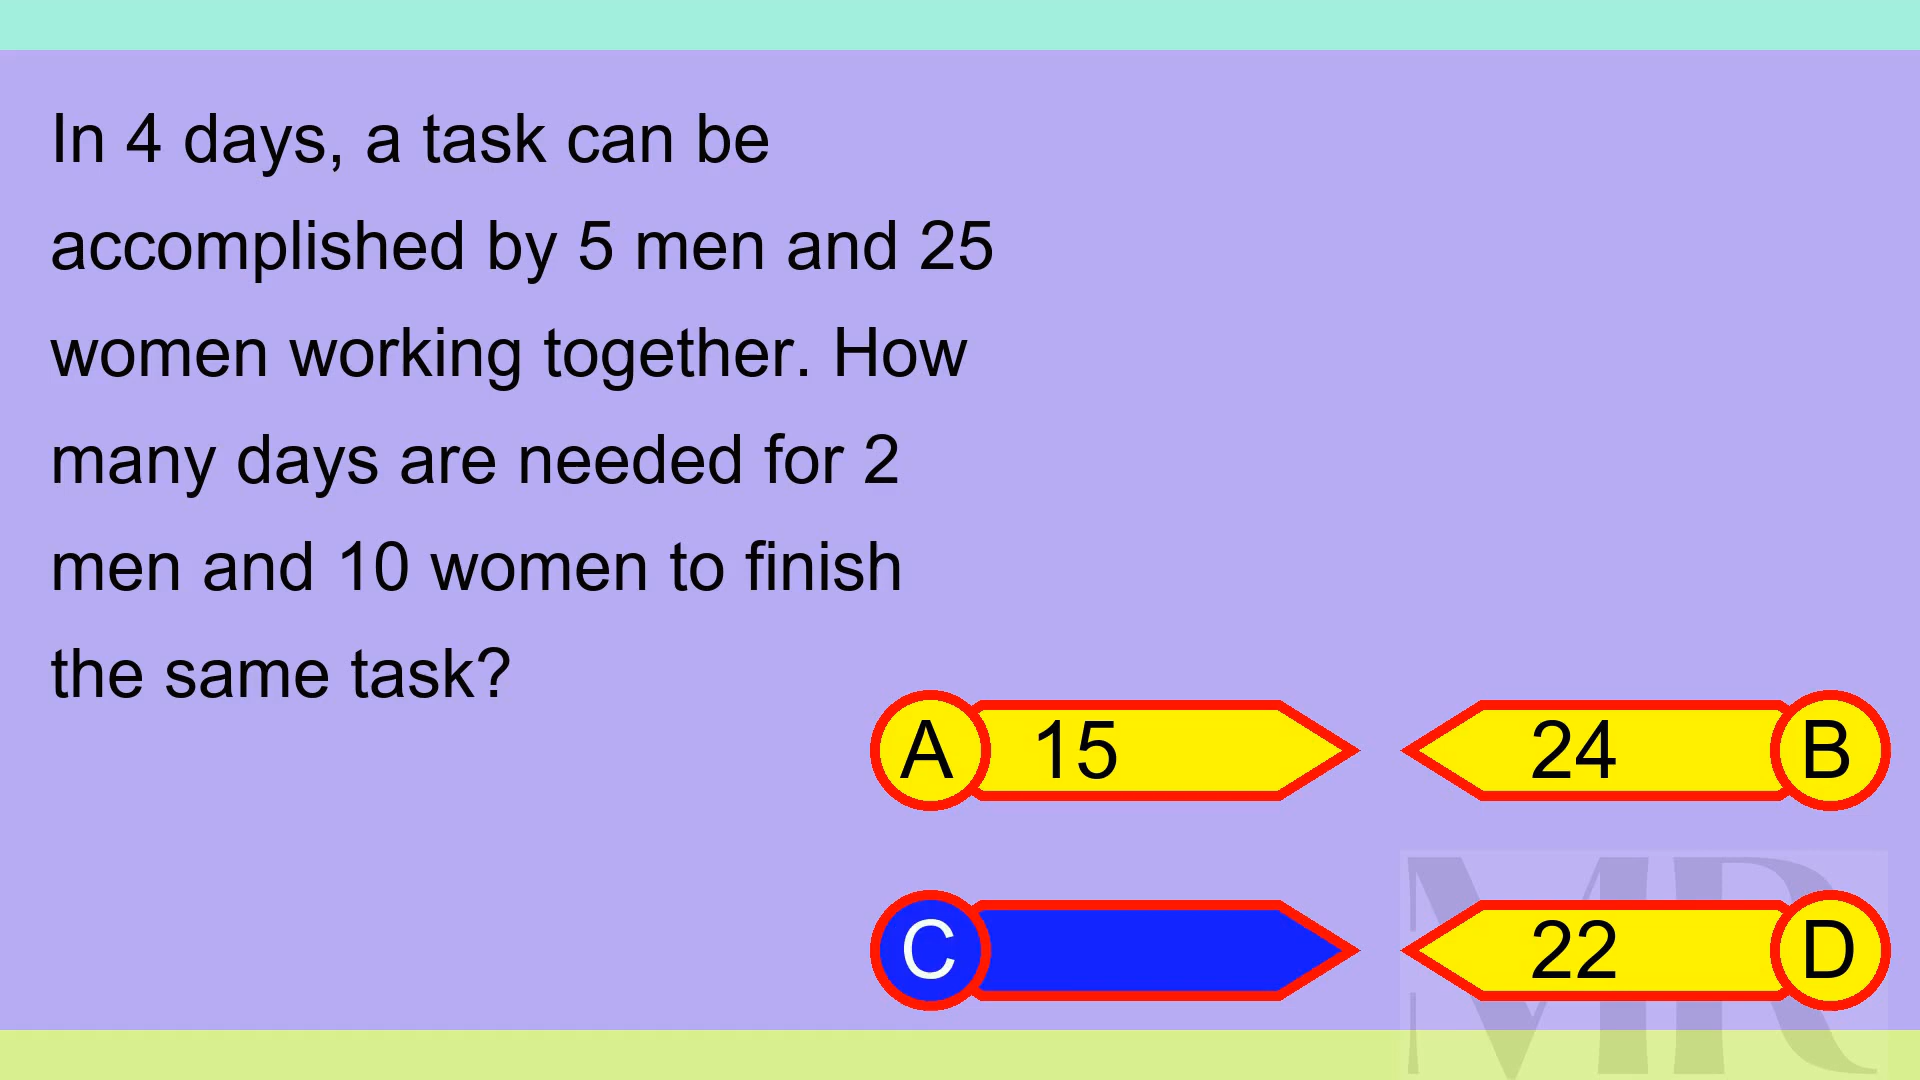 In 4 days, a task can be
accomplished by 5 men and 25
women working together. How
many days are needed for 2
men and 10 women to finish
the same task?
A 15
24 B
C
22 D
MR